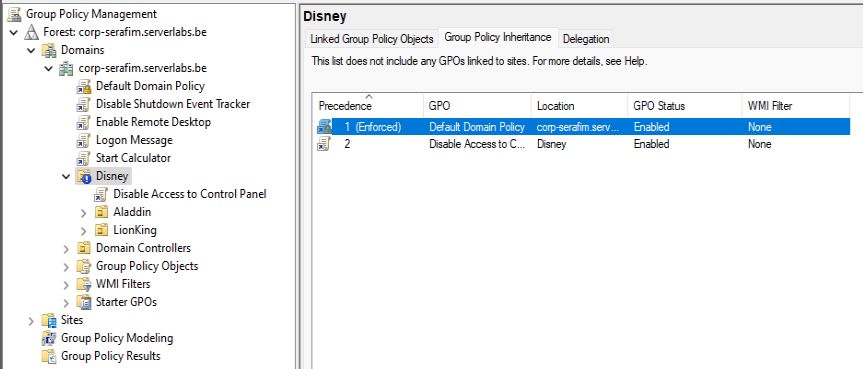 Group Policy Management
Forest: corp-serafim.serverlabs.be
Domains
corp-serafim.serverlabs.be
Default Domain Policy
Disable Shutdown Event Tracker
Enable Remote Desktop
Logon Message
Start Calculator
Disney
Disable Access to Control Panel
Aladdin
LionKing
Domain Controllers
Group Policy Objects
WMI Filters
Starter GPOs
Sites
Group Policy Modeling
Group Policy Results
Disney
Linked Group Policy Objects Group Policy Inheritance Delegation
This list does not include any GPOs linked to sites. For more details, see Help.
Precedence GPO Location GPO Status WMI Filter
1 (Enforced) Default Domain Policy corp-serafim.serv... Enabled None
2 Disable Access to C... Disney Enabled None